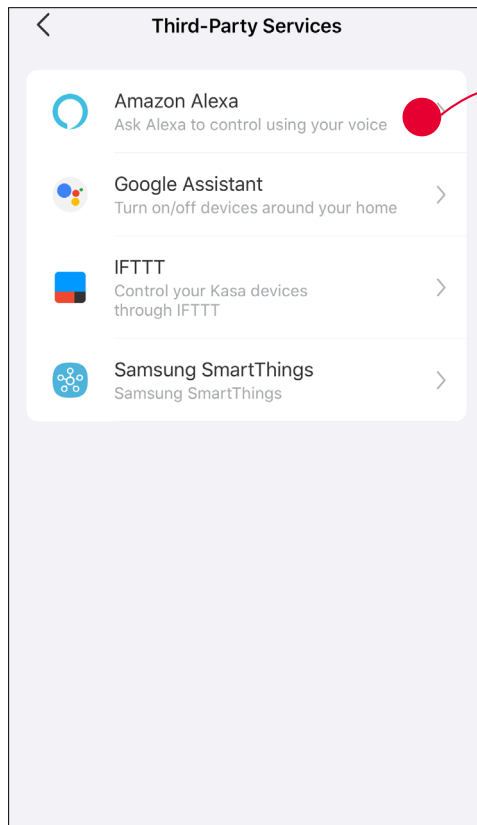 Third-Party Services
Amazon Alexa
Ask Alexa to control using your voice
Google Assistant
Turn on/off devices around your home
IFTTT
Control your Kasa devices
through IFTTT
Samsung SmartThings
Samsung SmartThings